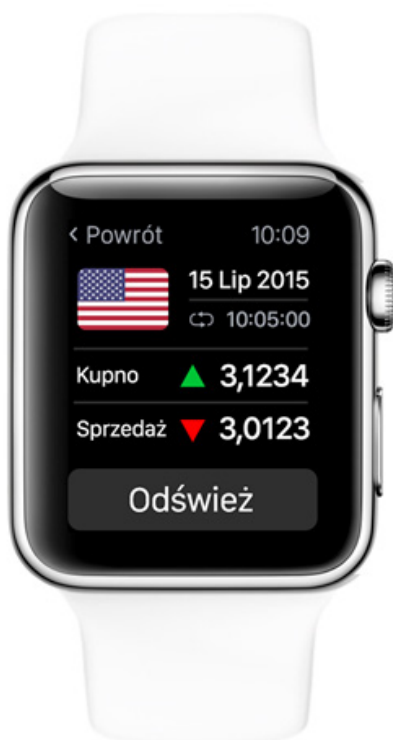 < Powrót 10:09
15 Lip 2015
10:05:00
Kupno ▲ 3,1234
Sprzedaż ▼ 3,0123
Odśwież